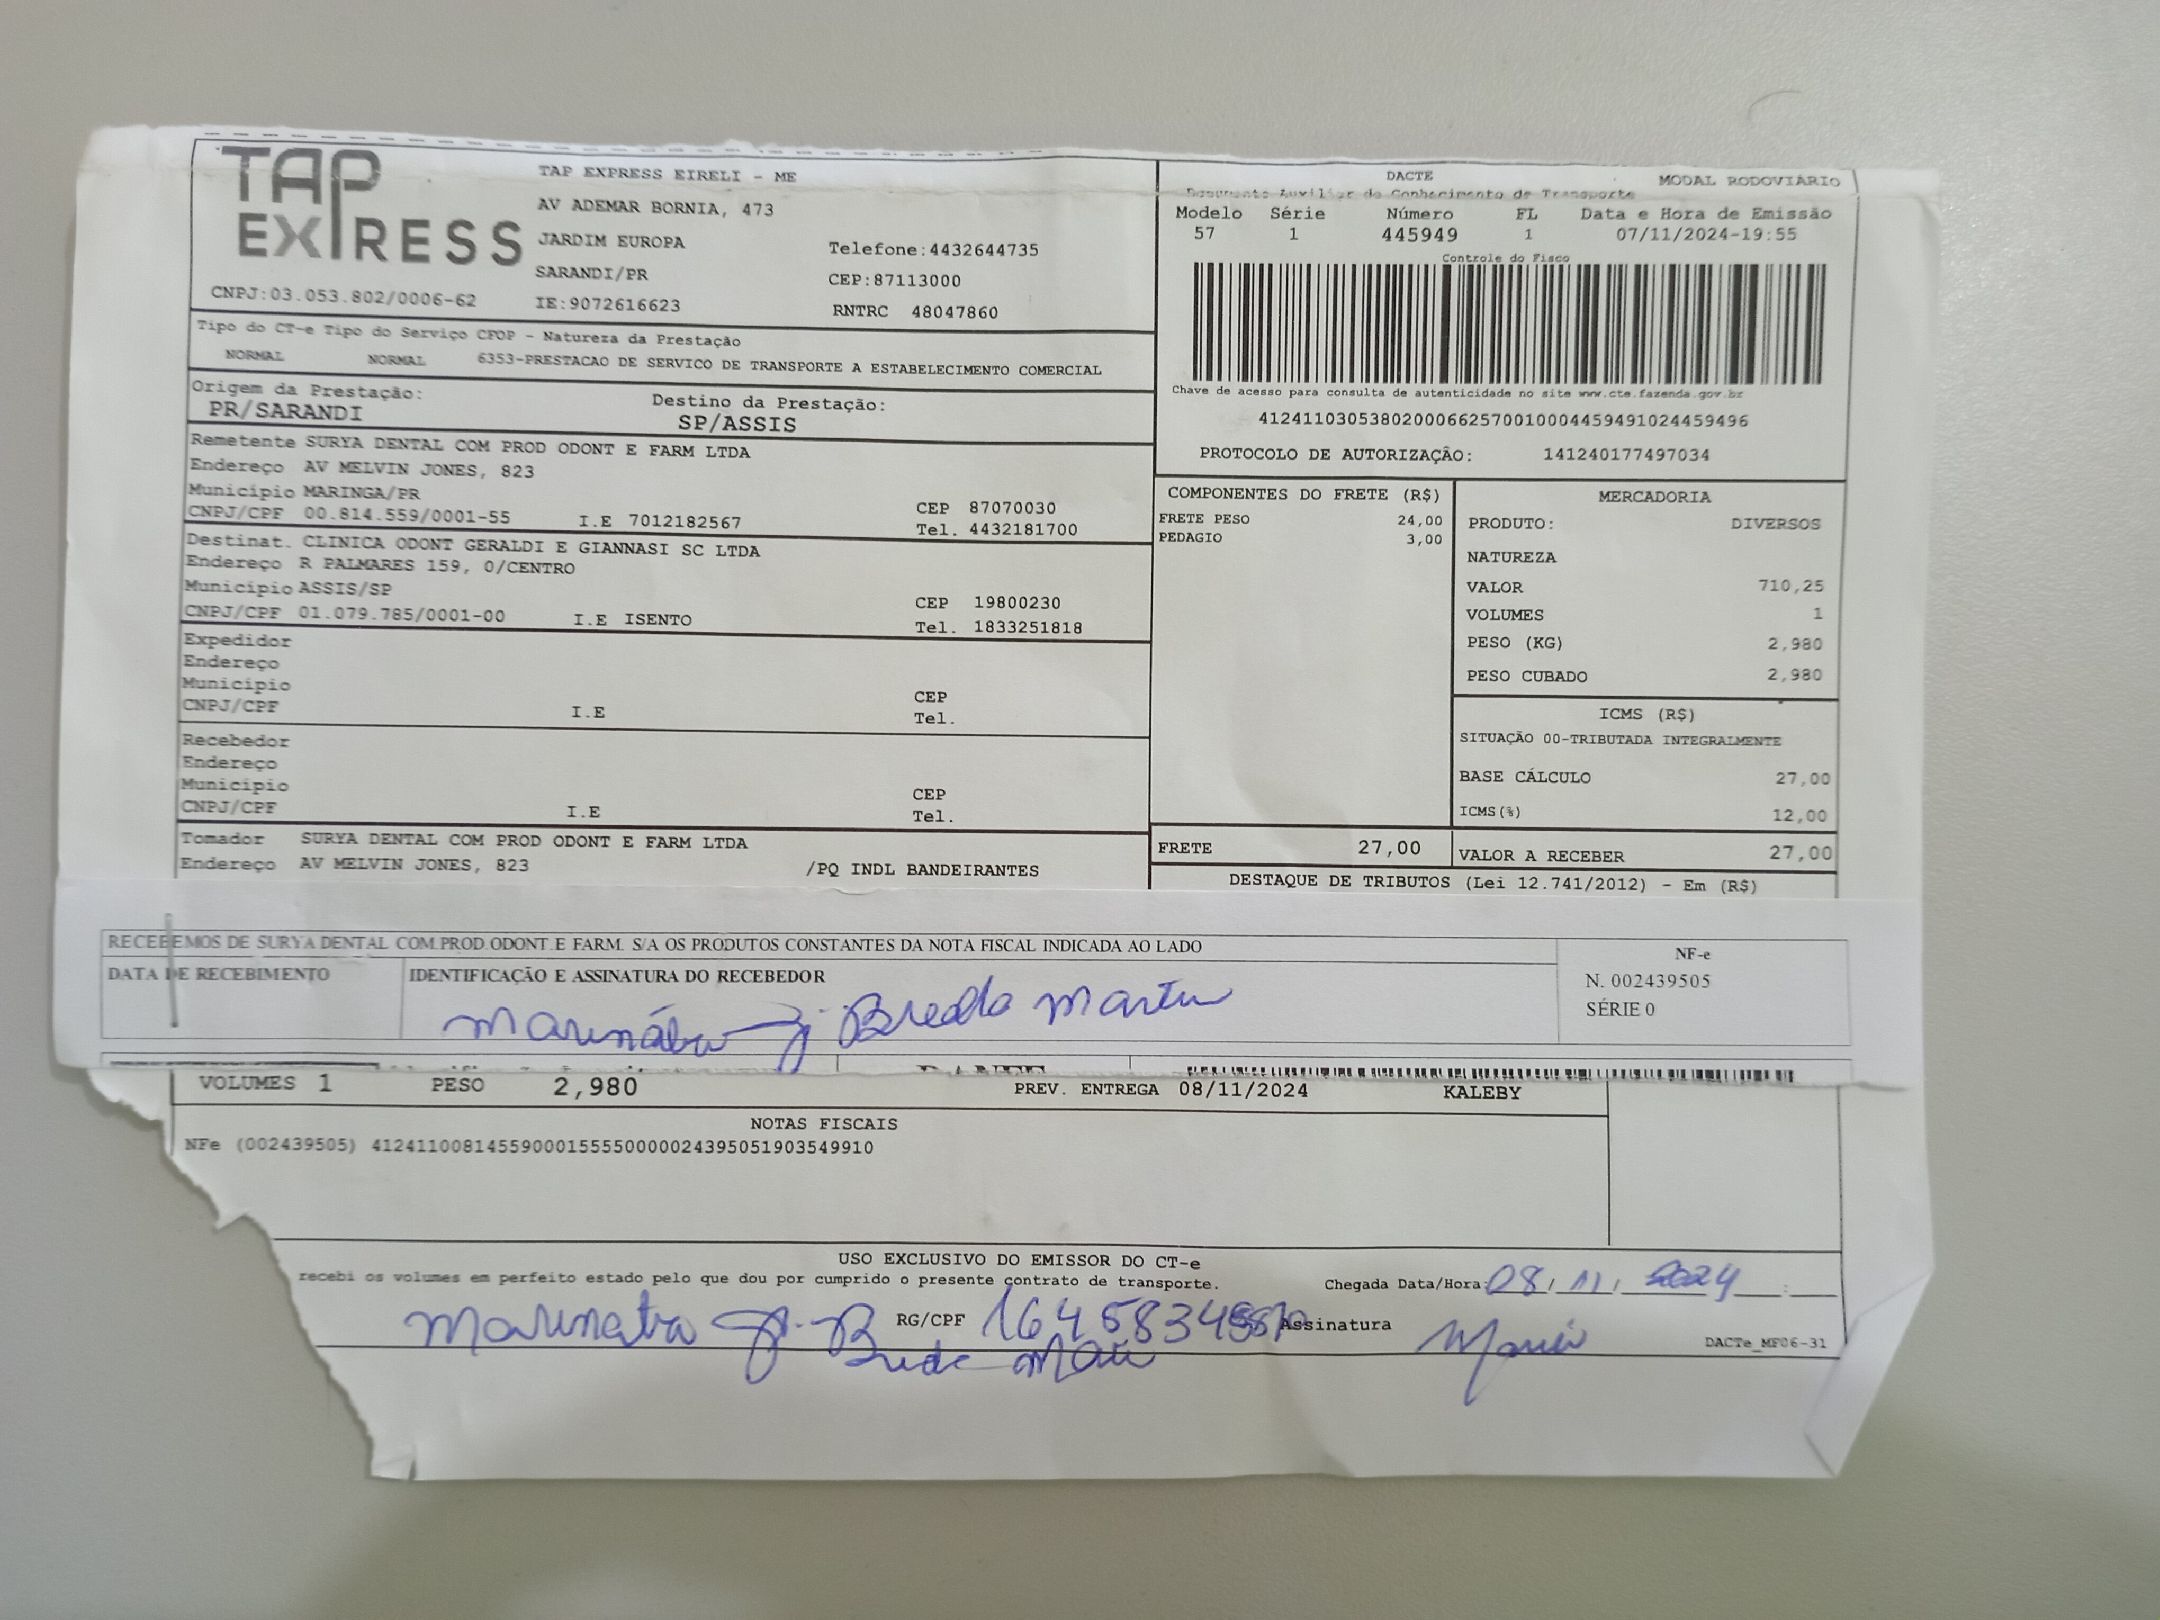 TAP EXPRESS
TAP EXPRESS EIRELI - ME
AV ADEMAR BORNIA, 473
JARDIM EUROPA
Telefone:4432644735
SARANDI/PR
CEP:87113000
CNPJ:03.053.802/0006-62
IE:9072616623
RNTRC 48047860
DACTE
MODAL RODOVIÁRIO
Documento Auxiliar do Conhecimento de Transporte
Modelo Série Número FL Data e Hora de Emissão
57 1 445949 1 07/11/2024-19:55
Controle do Fisco
Chave de acesso para consulta de autenticidade no site www.cte.fazenda.gov.br
41241103053802000662570010004459491024459496
PROTOCOLO DE AUTORIZAÇÃO: 141240177497034
Tipo do CT-e Tipo do Serviço CFOP - Natureza da Prestação
NORMAL NORMAL 6353-PRESTACAO DE SERVICO DE TRANSPORTE A ESTABELECIMENTO COMERCIAL
Origem da Prestação: Destino da Prestação:
PR/SARANDI SP/ASSIS
Remetente SURYA DENTAL COM PROD ODONT E FARM LTDA
Endereço AV MELVIN JONES, 823
Município MARINGA/PR CEP 87070030
CNPJ/CPF 00.814.559/0001-55 I.E 7012182567 Tel. 4432181700
Destinat. CLINICA ODONT GERALDI E GIANNASI SC LTDA
Endereço R PALMARES 159, 0/CENTRO
Município ASSIS/SP CEP 19800230
CNPJ/CPF 01.079.785/0001-00 I.E ISENTO Tel. 1833251818
Expedidor
Endereço
Município CEP
CNPJ/CPF I.E Tel.
Recebedor
Endereço
Município CEP
CNPJ/CPF I.E Tel.
Tomador SURYA DENTAL COM PROD ODONT E FARM LTDA
Endereço AV MELVIN JONES, 823 /PQ INDL BANDEIRANTES
COMPONENTES DO FRETE (R$)
FRETE PESO 24,00
PEDAGIO 3,00
MERCADORIA
PRODUTO: DIVERSOS
NATUREZA
VALOR 710,25
VOLUMES 1
PESO (KG) 2,980
PESO CUBADO 2,980
ICMS (R$)
SITUAÇÃO 00-TRIBUTADA INTEGRALMENTE
BASE CÁLCULO 27,00
ICMS(%) 12,00
FRETE 27,00 VALOR A RECEBER 27,00
DESTAQUE DE TRIBUTOS (Lei 12.741/2012) - Em (R$)
RECEBEMOS DE SURYA DENTAL COM.PROD.ODONT.E FARM. S/A OS PRODUTOS CONSTANTES DA NOTA FISCAL INDICADA AO LADO
NF-e
DATA DE RECEBIMENTO IDENTIFICAÇÃO E ASSINATURA DO RECEBEDOR
N. 002439505
SÉRIE 0
VOLUMES 1 PESO 2,980 PREV. ENTREGA 08/11/2024 KALEBY
NOTAS FISCAIS
NFe (002439505) 41241100814559000155550000024395051903549910
USO EXCLUSIVO DO EMISSOR DO CT-e
recebi os volumes em perfeito estado pelo que dou por cumprido o presente contrato de transporte. Chegada Data/Hora: 08/11/2024
RG/CPF Assinatura
DACTe_MF06-31